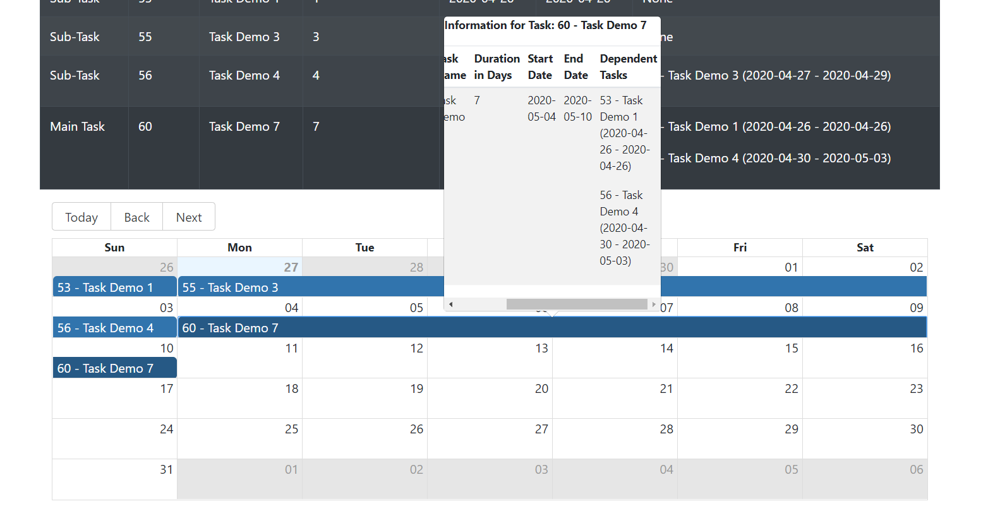 Sub-Task 55 Task Demo 3 3
Sub-Task 56 Task Demo 4 4 - Task Demo 3 (2020-04-27 - 2020-04-29)
Main Task 60 Task Demo 7 7 - Task Demo 1 (2020-04-26 - 2020-04-26)
- Task Demo 4 (2020-04-30 - 2020-05-03)
Information for Task: 60 - Task Demo 7
Duration Start End Dependent
in Days Date Date Tasks
7 2020- 2020- 53 - Task
05-04 05-10 Demo 1
(2020-04-
26 - 2020-
04-26)
56 - Task
Demo 4
(2020-04-
30 - 2020-
05-03)
Today Back Next
Sun Mon Tue Fri Sat
26 27 28 30 01 02
53 - Task Demo 1 55 - Task Demo 3
03 04 05 07 08 09
56 - Task Demo 4 60 - Task Demo 7
10 11 12 13 14 15 16
60 - Task Demo 7
17 18 19 20 21 22 23
24 25 26 27 28 29 30
31 01 02 03 04 05 06